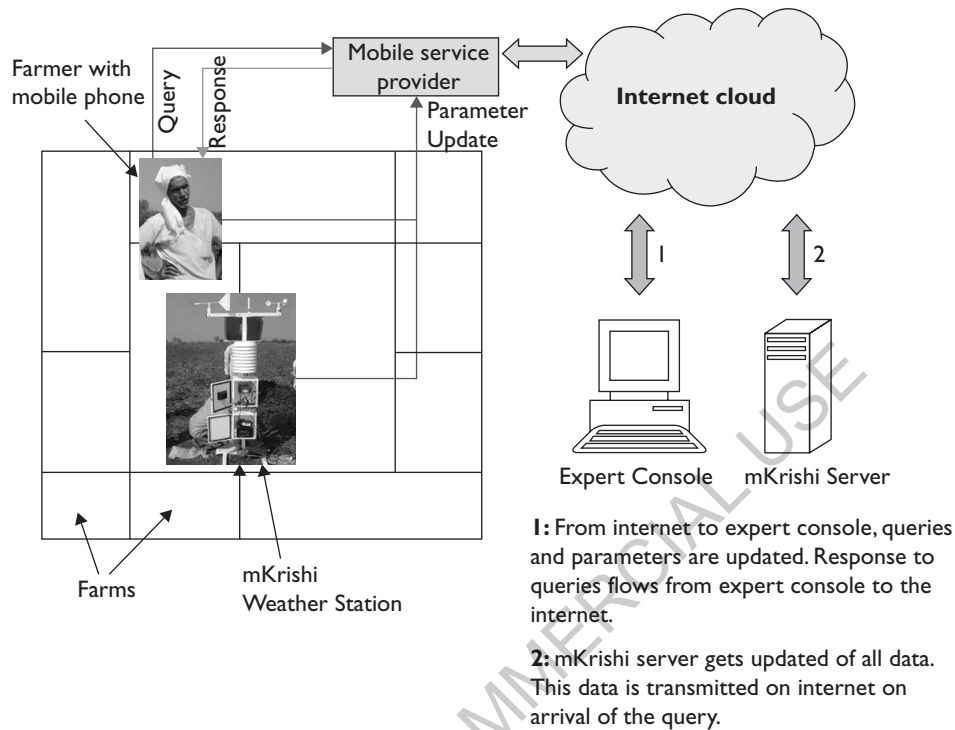 Farmer with
mobile phone
Query
Response
Mobile service
provider
Parameter
Update
Internet cloud
1
2
Expert Console
mKrishi Server
Farms
mKrishi
Weather Station
1: From internet to expert console, queries
and parameters are updated. Response to
queries flows from expert console to the
internet.
2: mKrishi server gets updated of all data.
This data is transmitted on internet on
arrival of the query.
MMERCIAL USE